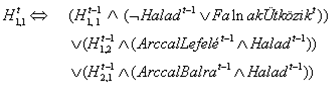 H^t_{1,1} ⇔ (H^{t-1}_{1,1} ∧ (¬Halad^{t-1} ∨ FalnakÜtközik^t))
∨(H^{t-1}_{1,2} ∧ (ArccalLefelé^{t-1} ∧ Halad^{t-1}))
∨(H^{t-1}_{2,1} ∧ (ArccalBalra^{t-1} ∧ Halad^{t-1}))